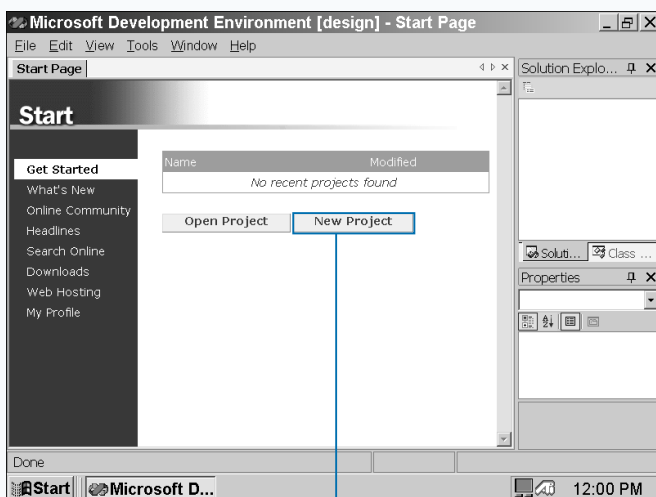 Microsoft Development Environment [design] - Start Page
File Edit View Tools Window Help
Start Page
Solution Explo...
Start
Get Started
What's New
Online Community
Headlines
Search Online
Downloads
Web Hosting
My Profile
Name Modified
No recent projects found
Open Project New Project
Soluti... Class ...
Properties
Done
Start Microsoft D... 12:00 PM